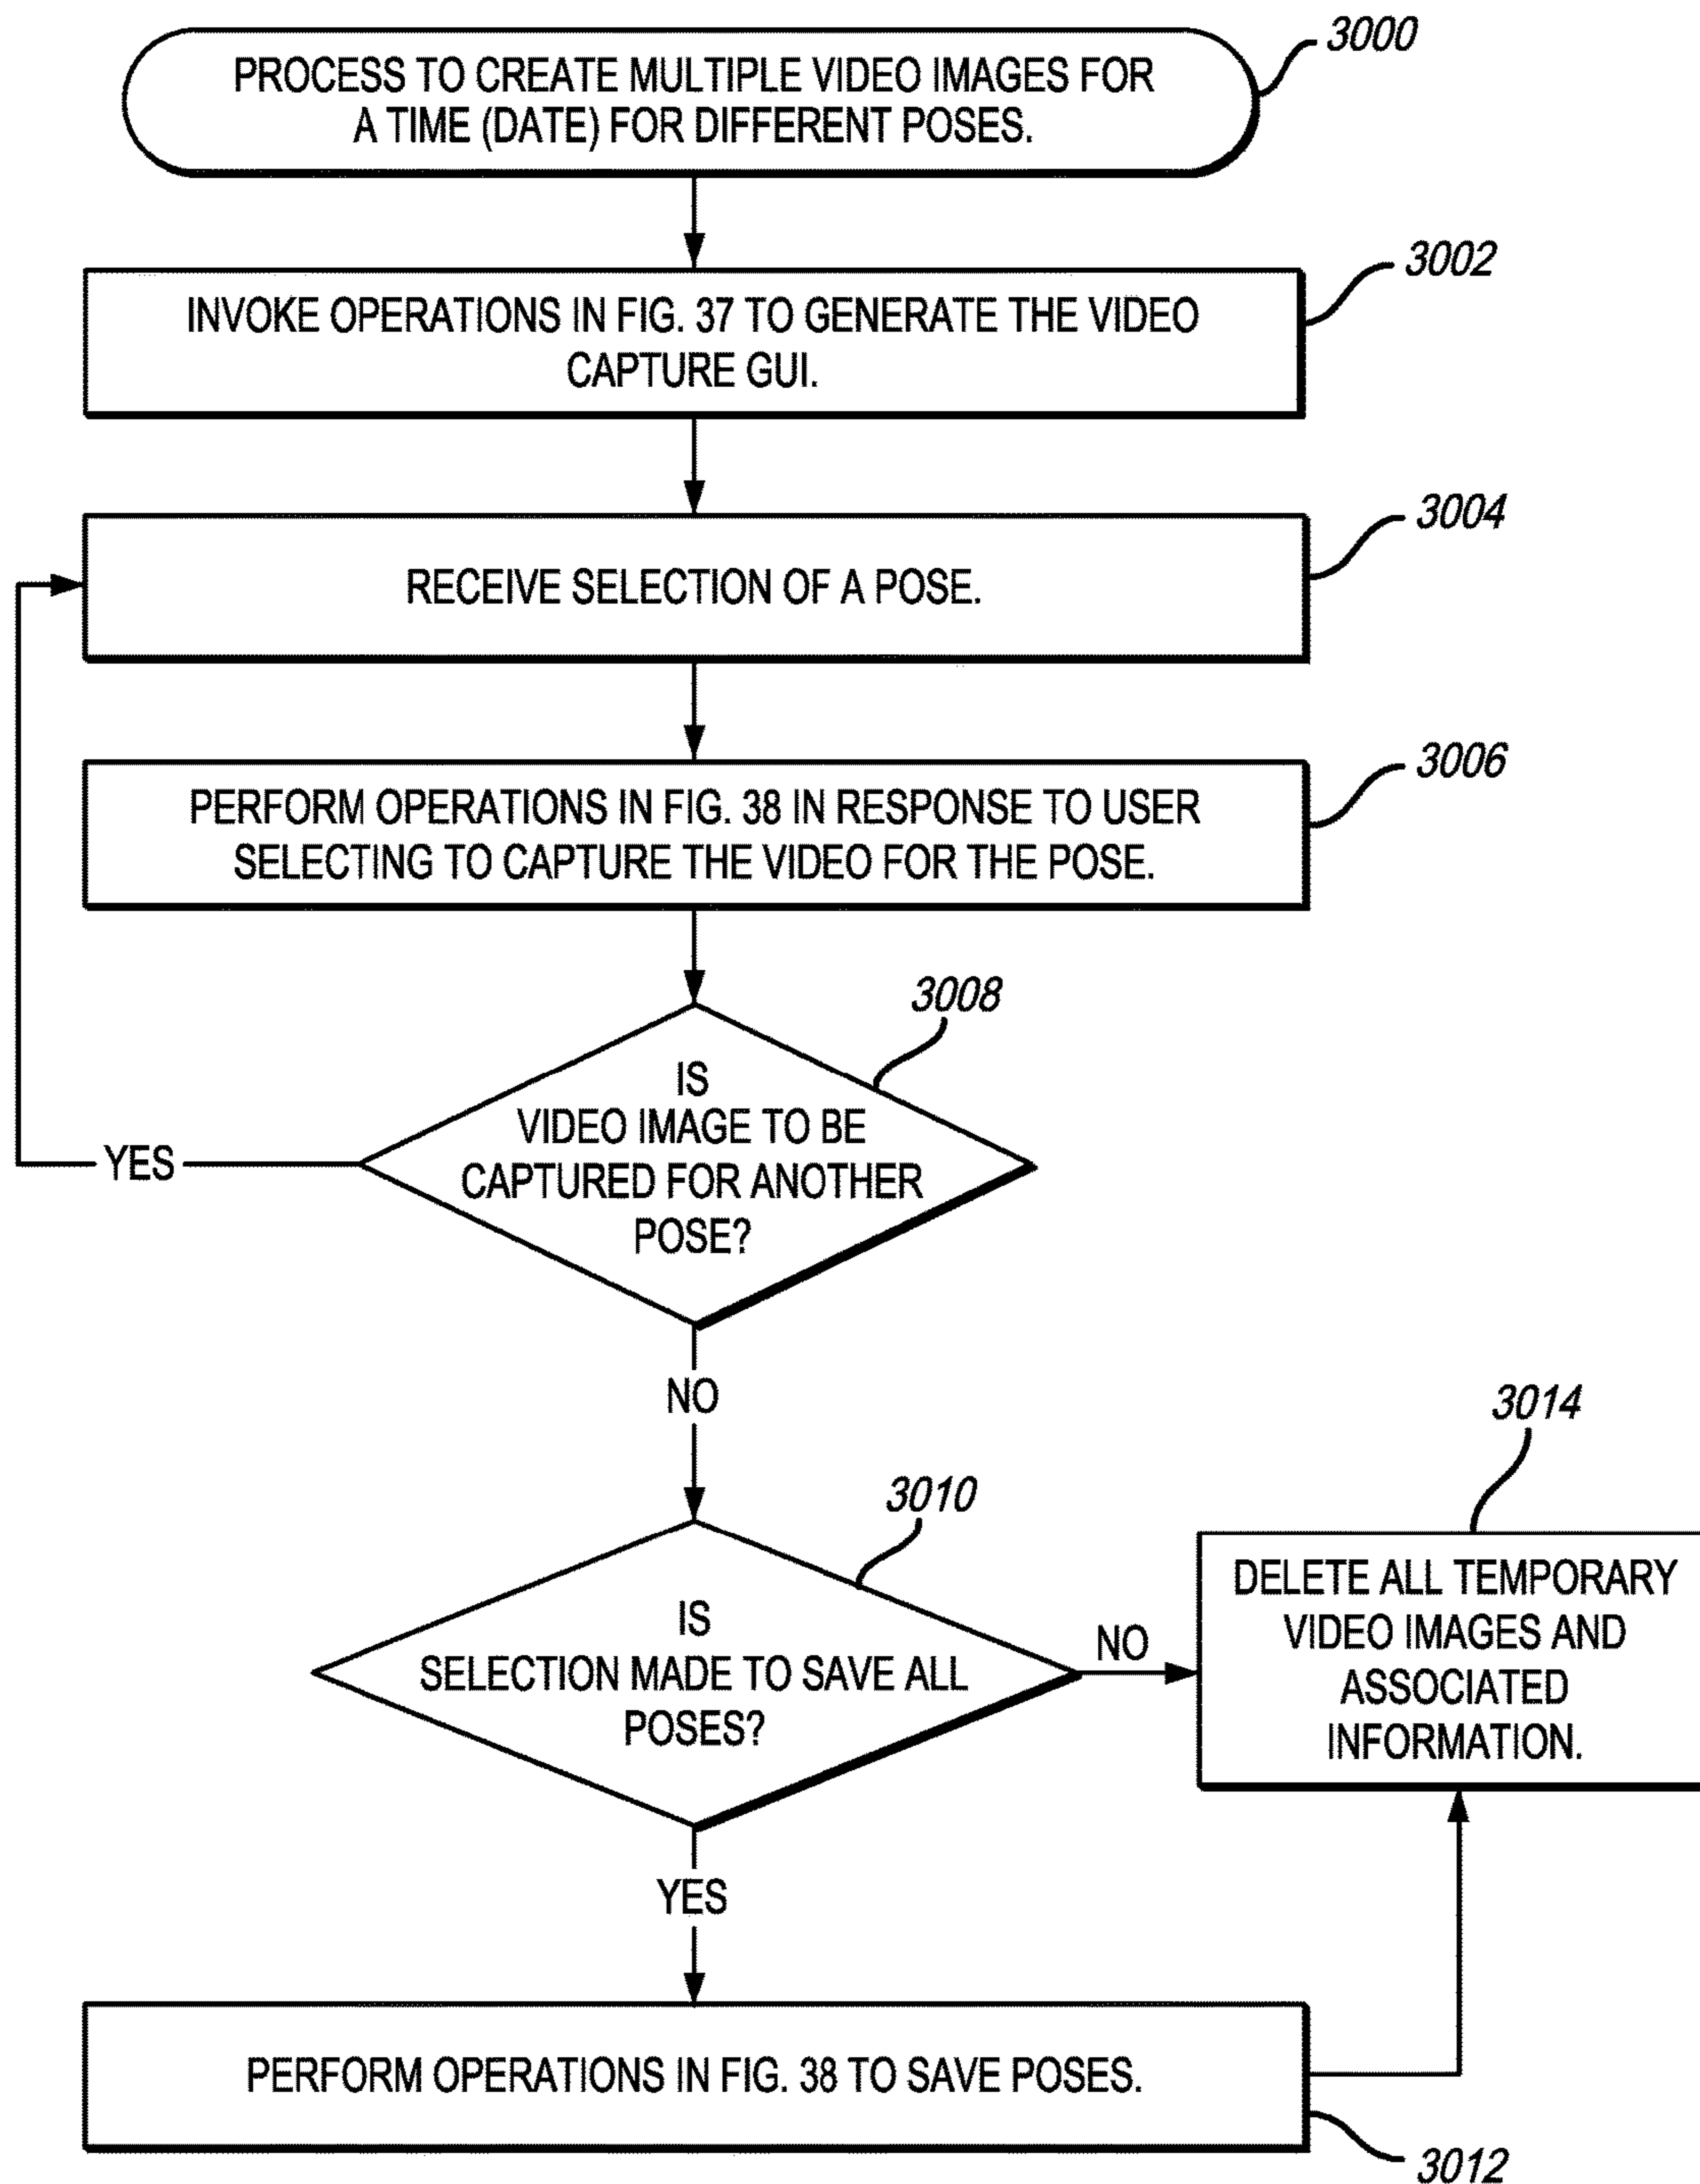 3000
PROCESS TO CREATE MULTIPLE VIDEO IMAGES FOR
A TIME (DATE) FOR DIFFERENT POSES.
3002
INVOKE OPERATIONS IN FIG. 37 TO GENERATE THE VIDEO
CAPTURE GUI.
3004
RECEIVE SELECTION OF A POSE.
3006
PERFORM OPERATIONS IN FIG. 38 IN RESPONSE TO USER
SELECTING TO CAPTURE THE VIDEO FOR THE POSE.
3008
IS
VIDEO IMAGE TO BE
CAPTURED FOR ANOTHER
POSE?
YES
NO
3010
IS
SELECTION MADE TO SAVE ALL
POSES?
NO
3014
DELETE ALL TEMPORARY
VIDEO IMAGES AND
ASSOCIATED
INFORMATION.
YES
PERFORM OPERATIONS IN FIG. 38 TO SAVE POSES.
3012